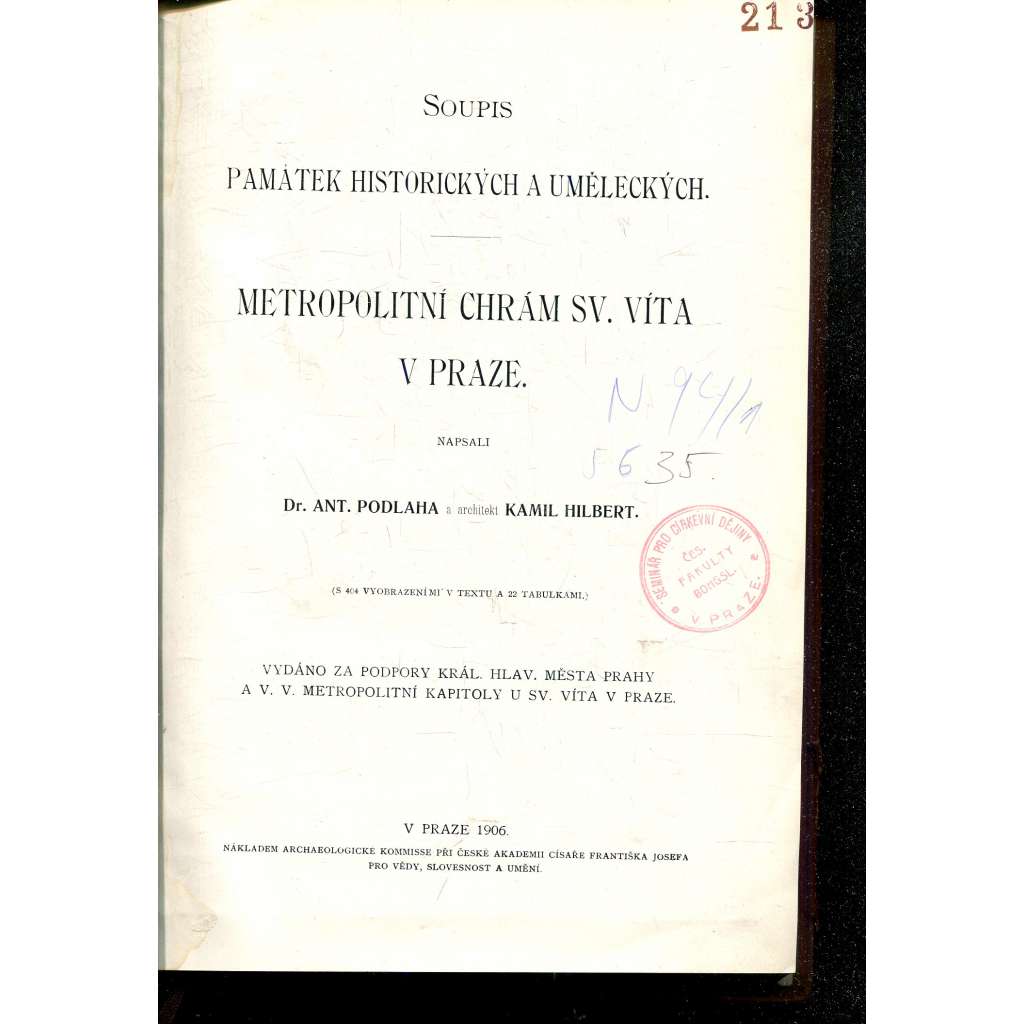 213
SOUPIS
PAMÁTEK HISTORICKÝCH A UMĚLECKÝCH.
METROPOLITNÍ CHRÁM SV. VÍTA
V PRAZE.
N 94/1
NAPSALI
5635.
Dr. ANT. PODLAHA a architekt KAMIL HILBERT.
SEMINÁŘ PRO CÍRKEVNÍ DĚJINY
ČES.
FAKULTY
BOHOSL.
V PRAZE.
(S 404 VYOBRAZENÍMI V TEXTU A 22 TABULKAMI.)
VYDÁNO ZA PODPORY KRÁL. HLAV. MĚSTA PRAHY
A V. V. METROPOLITNÍ KAPITOLY U SV. VÍTA V PRAZE.
V PRAZE 1906.
NÁKLADEM ARCHAEOLOGICKÉ KOMMISSE PŘI ČESKÉ AKADEMII CÍSAŘE FRANTIŠKA JOSEFA
PRO VĚDY, SLOVESNOST A UMĚNÍ.